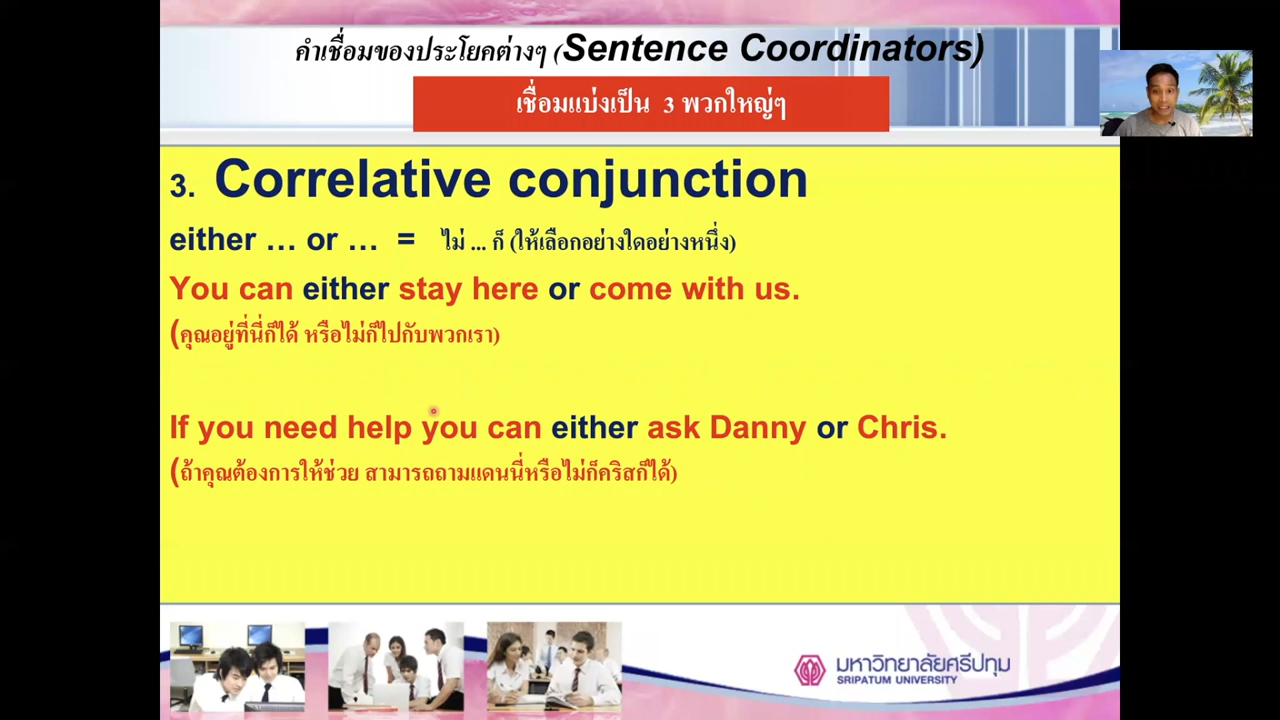 คำเชื่อมของประโยคต่างๆ (Sentence Coordinators)
เชื่อมแบ่งเป็น 3 พวกใหญ่ๆ
3. Correlative conjunction
either … or … = ไม่ ... ก็ (ให้เลือกอย่างใดอย่างหนึ่ง)
You can either stay here or come with us.
(คุณอยู่ที่นี่ก็ได้ หรือไม่ก็ไปกับพวกเรา)
If you need help you can either ask Danny or Chris.
(ถ้าคุณต้องการให้ช่วย สามารถถามแดนนี่หรือไม่ก็คริสก็ได้)
มหาวิทยาลัยศรีปทุม
SRIPATUM UNIVERSITY